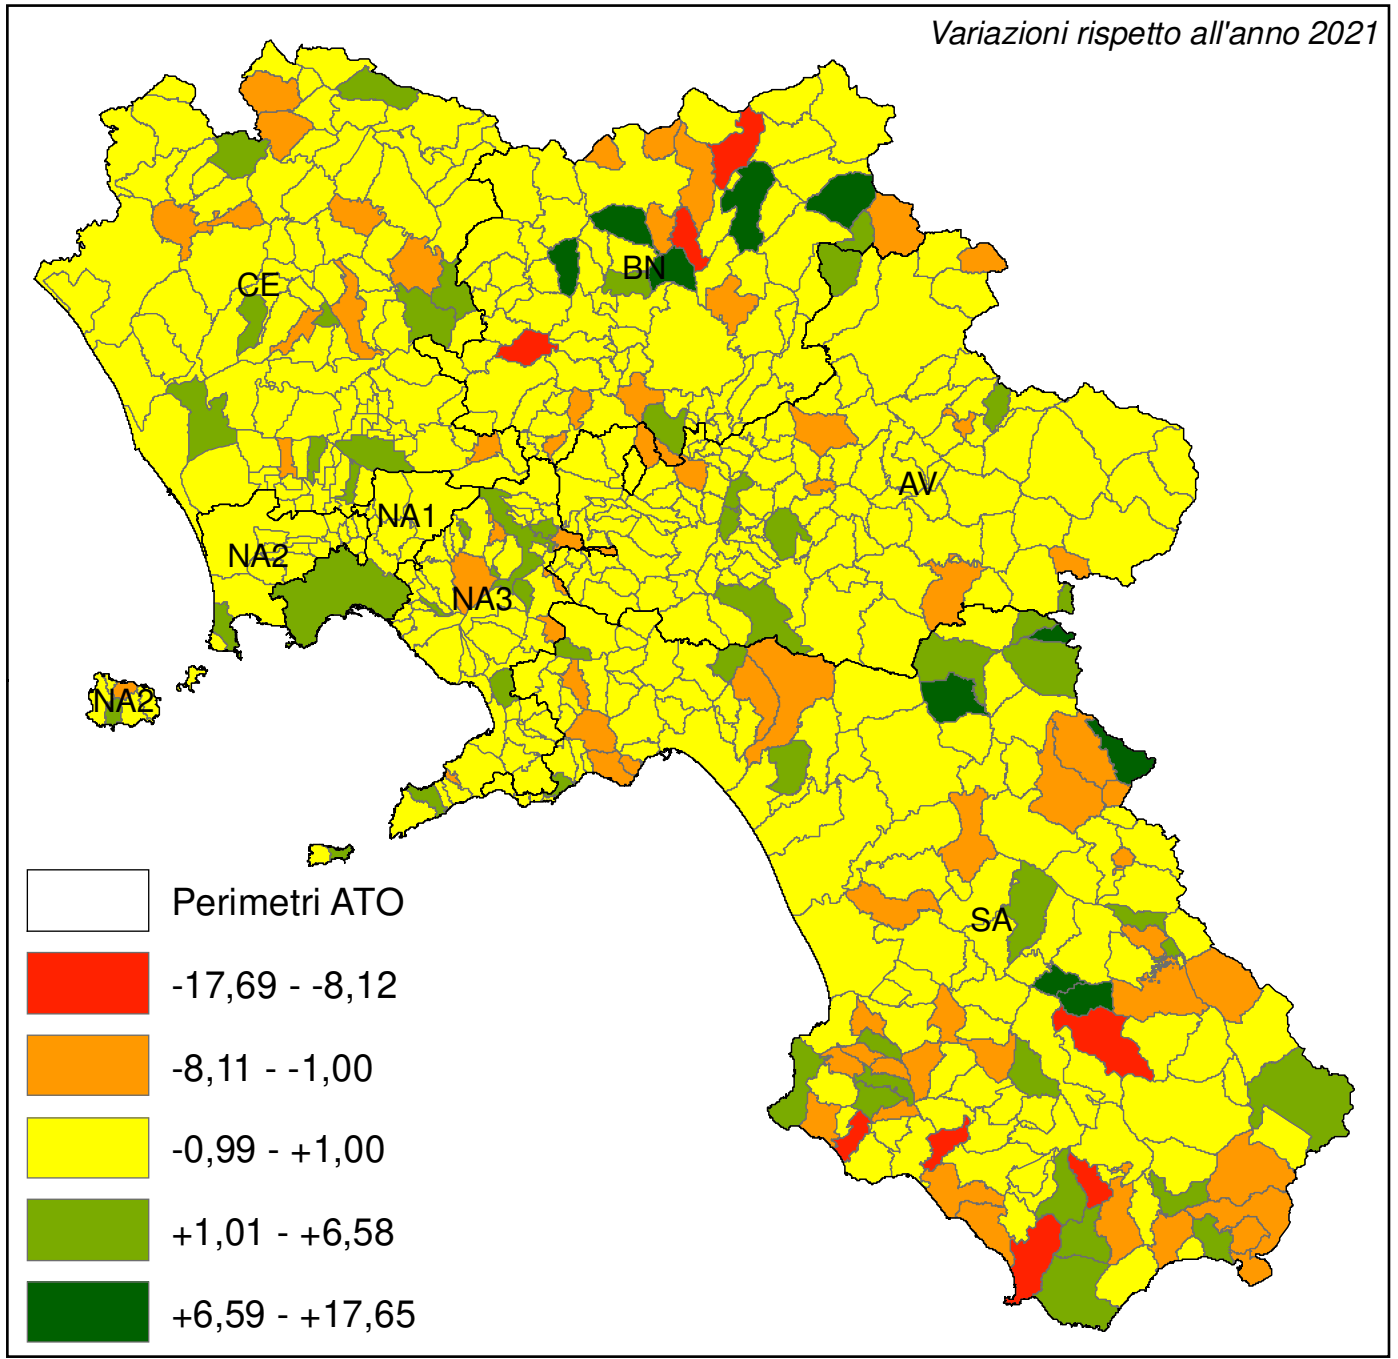 Variazioni rispetto all'anno 2021
CE
BN
AV
NA1
NA2
NA3
NA2
SA
Perimetri ATO
-17,69 - -8,12
-8,11 - -1,00
-0,99 - +1,00
+1,01 - +6,58
+6,59 - +17,65